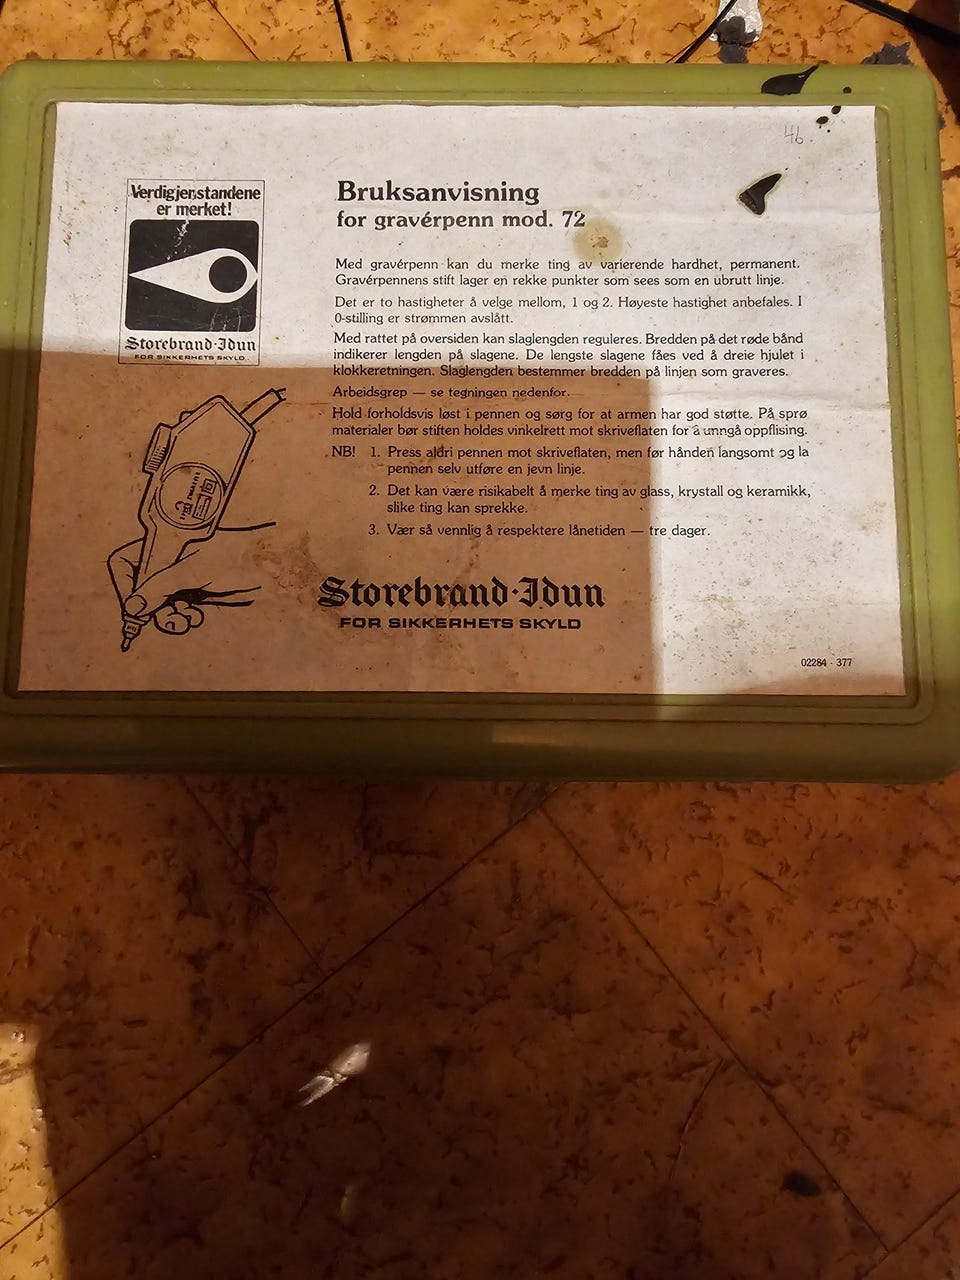 46.
Verdigjenstandene
er merket!
Storebrand·Idun
FOR SIKKERHETS SKYLD
Bruksanvisning
for gravérpenn mod. 72
Med gravérpenn kan du merke ting av varierende hardhet, permanent.
Gravérpennens stift lager en rekke punkter som sees som en ubrutt linje.
Det er to hastigheter å velge mellom, 1 og 2. Høyeste hastighet anbefales. I
0-stilling er strømmen avslått.
Med rattet på oversiden kan slaglengden reguleres. Bredden på det røde bånd
indikerer lengden på slagene. De lengste slagene fåes ved å dreie hjulet i
klokkeretningen. Slaglengden bestemmer bredden på linjen som graveres.
Arbeidsgrep — se tegningen nedenfor.
Hold forholdsvis løst i pennen og sørg for at armen har god støtte. På sprø
materialer bør stiften holdes vinkelrett mot skriveflaten for å unngå oppflising.
NB! 1. Press aldri pennen mot skriveflaten, men før hånden langsomt og la
pennen selv utføre en jevn linje.
2. Det kan være risikabelt å merke ting av glass, krystall og keramikk,
slike ting kan sprekke.
3. Vær så vennlig å respektere lånetiden — tre dager.
Storebrand·Idun
FOR SIKKERHETS SKYLD
02284 - 377